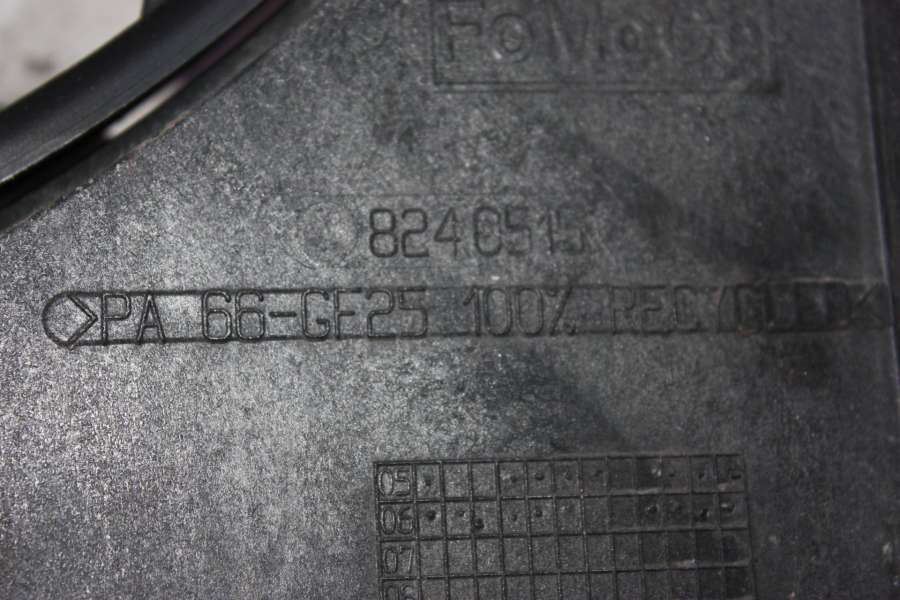 FoMoCo
8240515
>PA 66-GF25 100% RECYCLED<
05
06
07